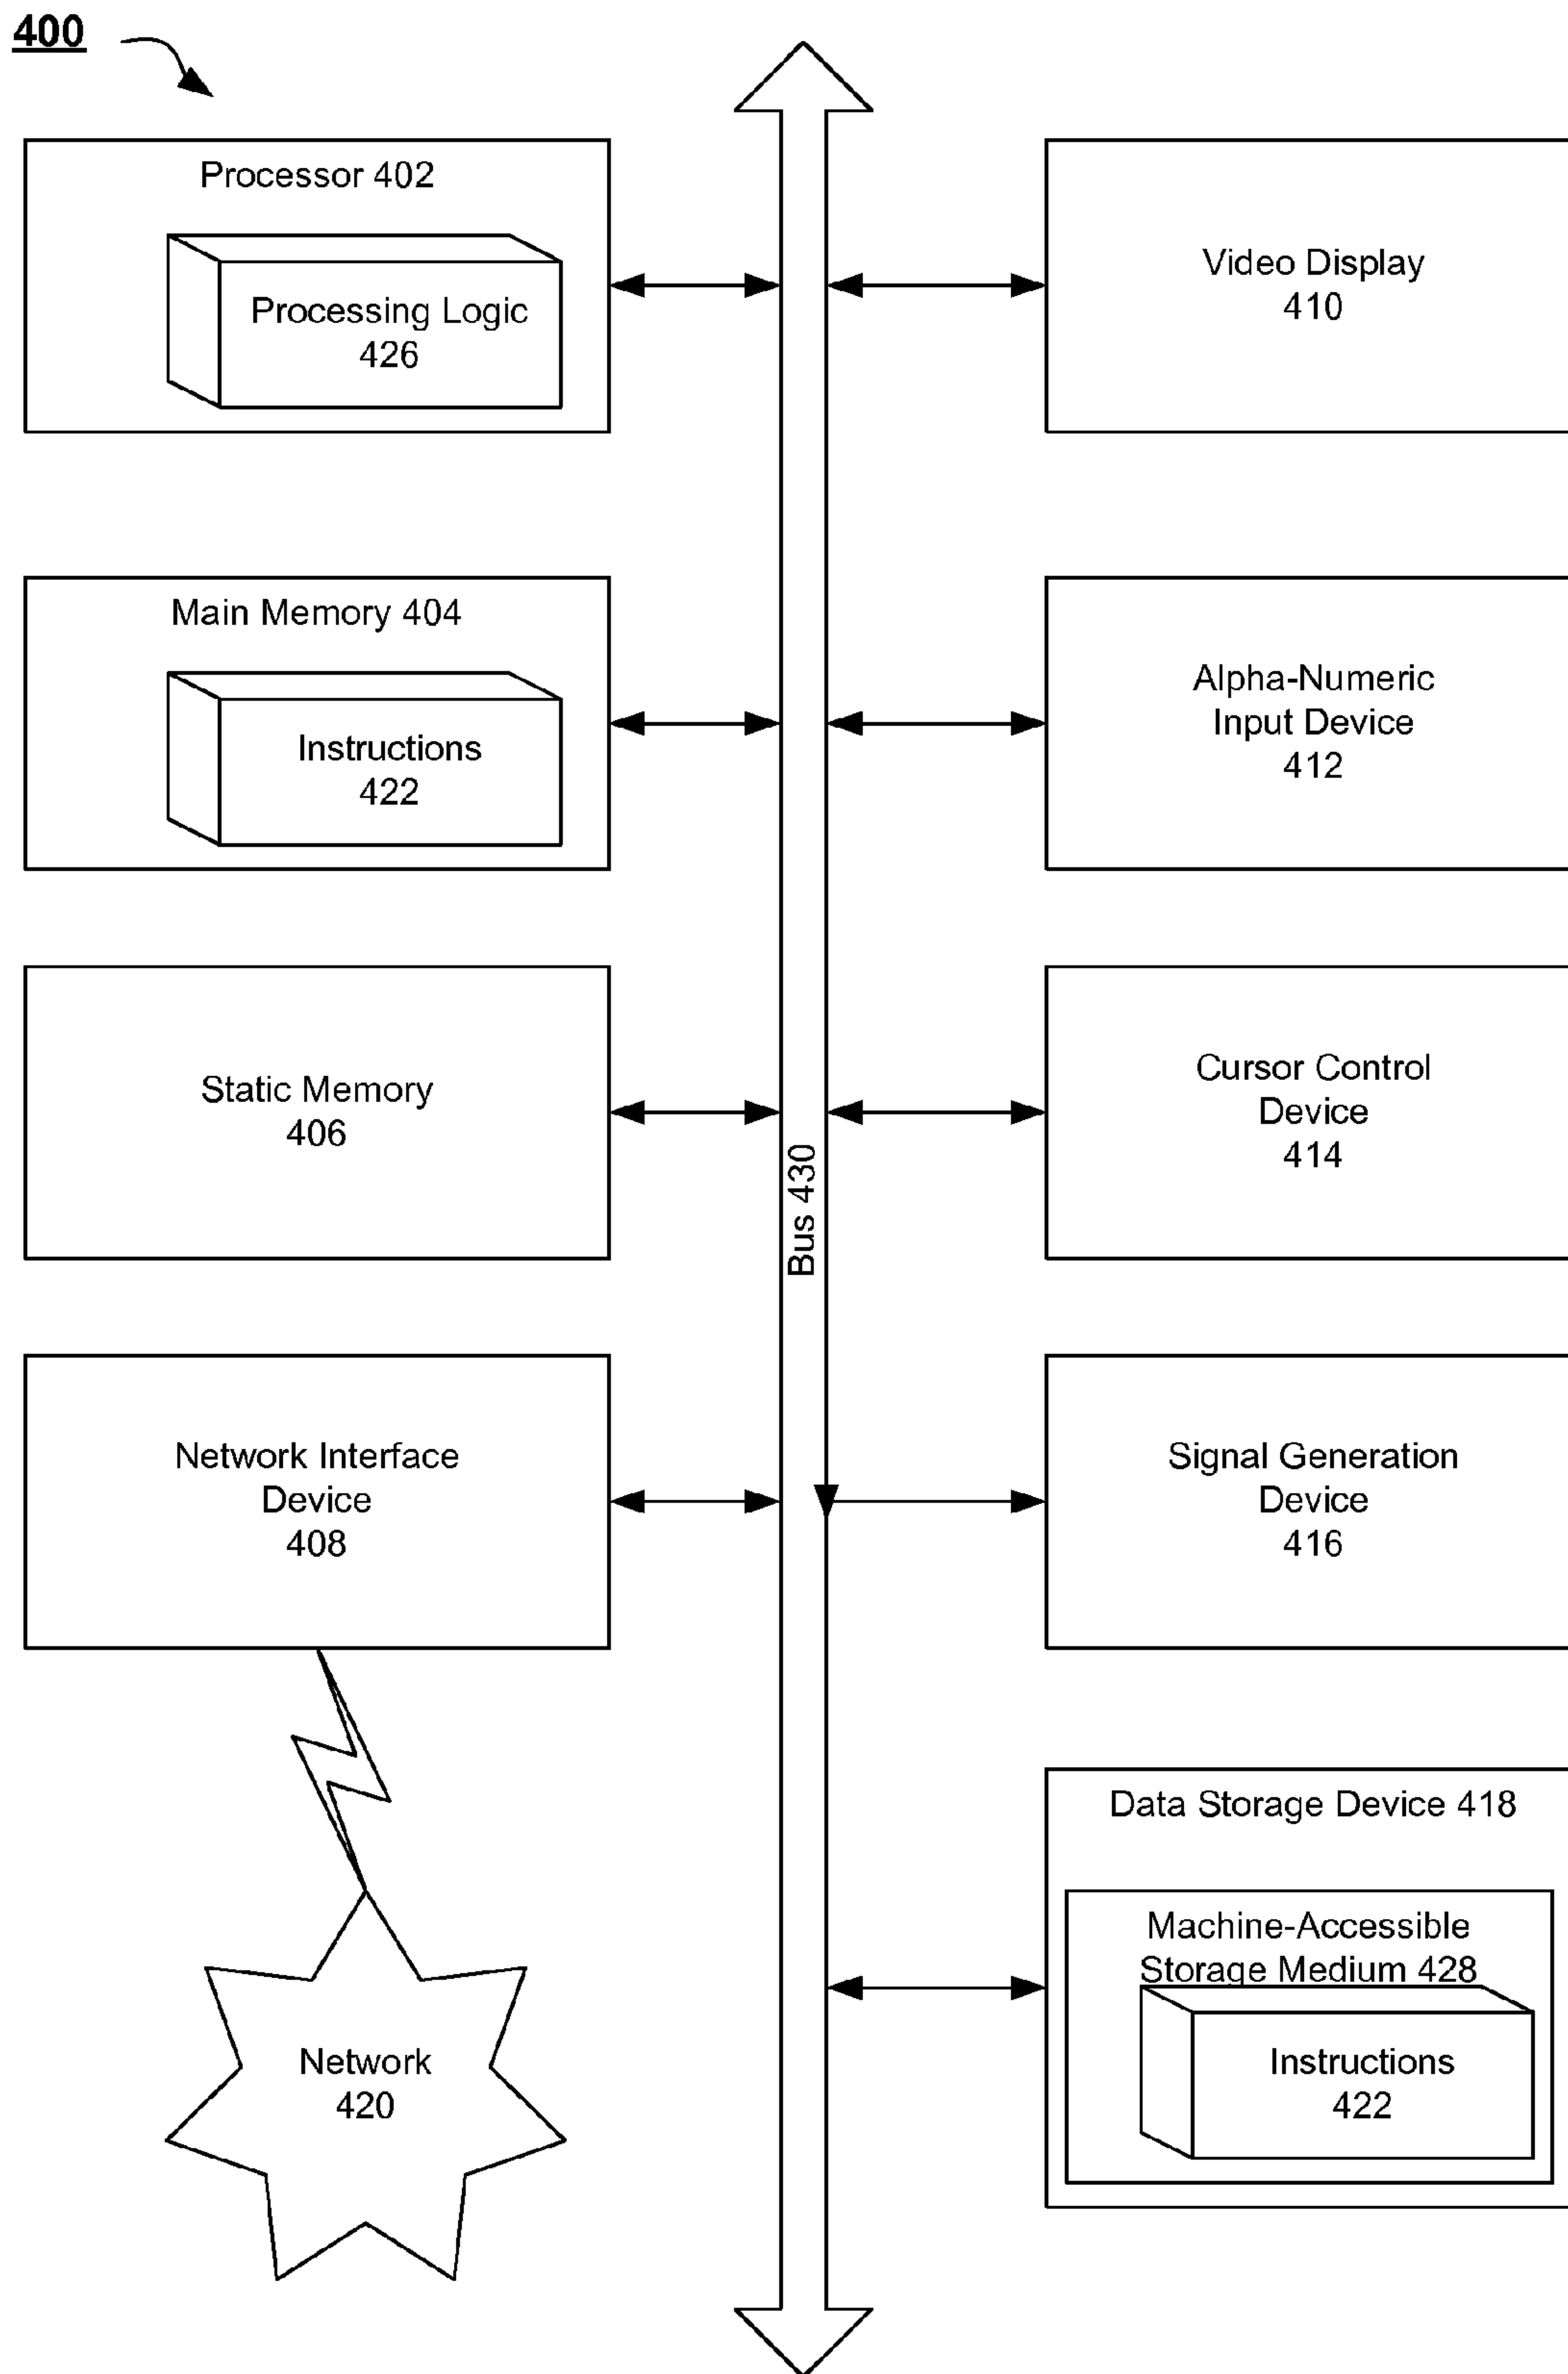 400
Processor 402
Processing Logic
426
Video Display
410
Main Memory 404
Instructions
422
Alpha-Numeric
Input Device
412
Static Memory
406
Cursor Control
Device
414
Bus 430
Network Interface
Device
408
Signal Generation
Device
416
Data Storage Device 418
Machine-Accessible
Storage Medium 428
Instructions
422
Network
420